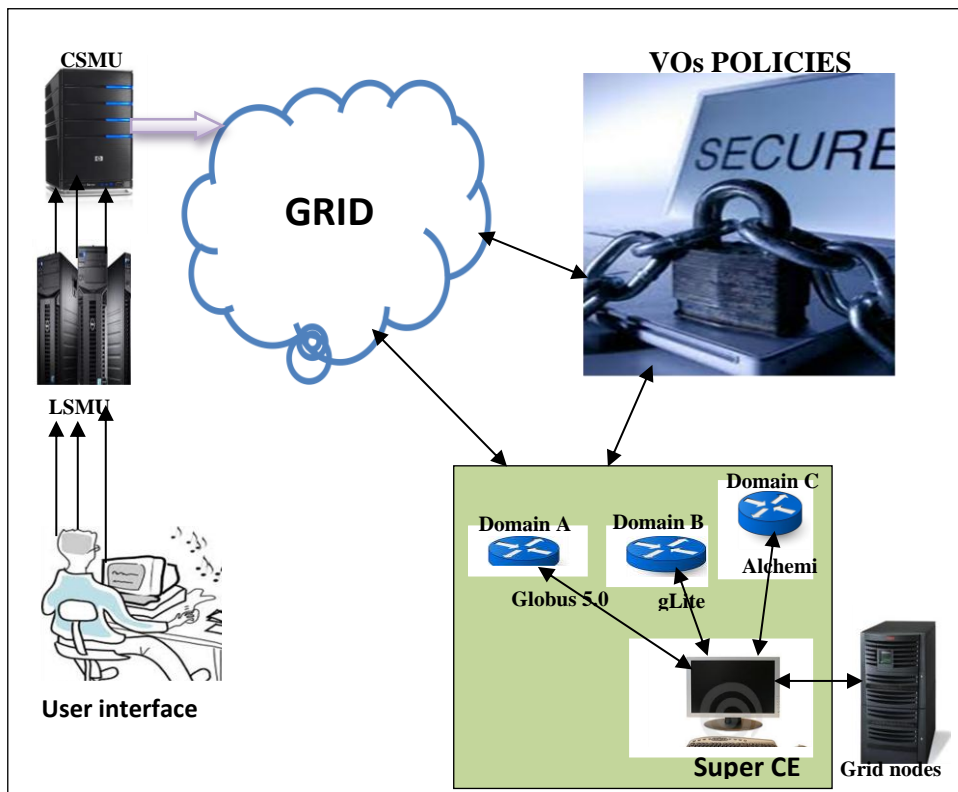 CSMU
VOs POLICIES
SECURE
GRID
LSMU
Domain C
Domain A
Domain B
Alchemi
Globus 5.0
gLite
User interface
Super CE
Grid nodes